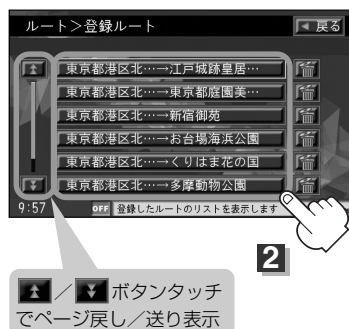 ルート＞登録ルート
戻る
東京都港区北…→江戸城跡皇居…
東京都港区北…→東京都庭園美…
東京都港区北…→新宿御苑
東京都港区北…→お台場海浜公園
東京都港区北…→くりはま花の国
東京都港区北…→多摩動物公園
9:57 OFF 登録したルートのリストを表示します
2
／ ボタンタッチ
でページ戻し／送り表示